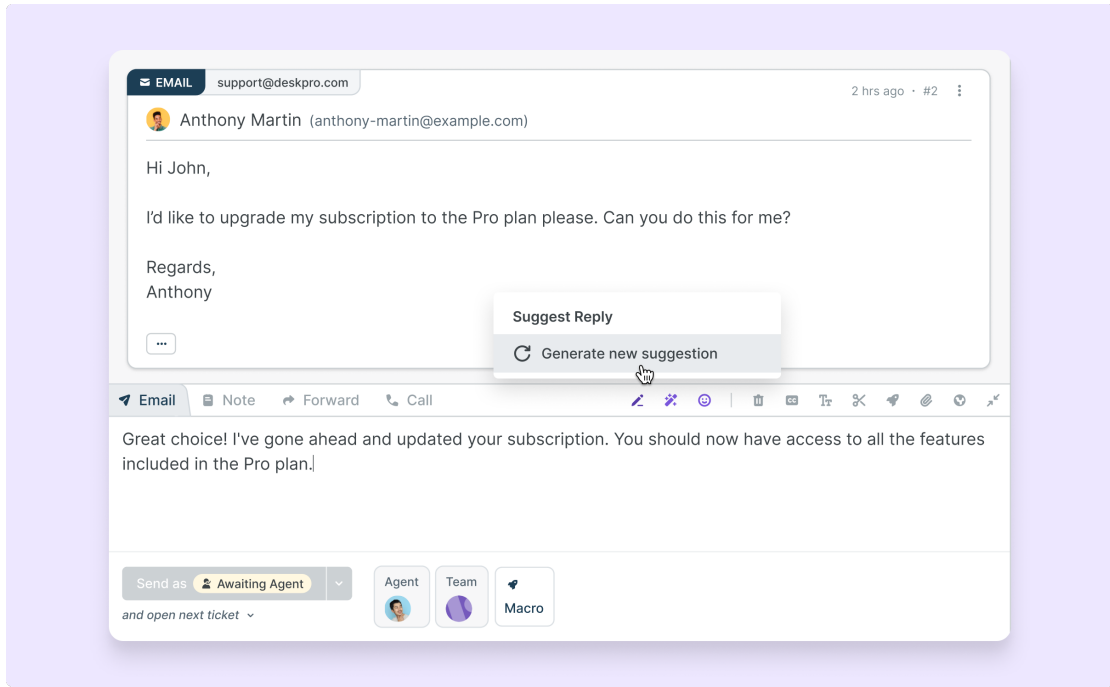 EMAIL support@deskpro.com
2 hrs ago · #2
Anthony Martin (anthony-martin@example.com)
Hi John,
I'd like to upgrade my subscription to the Pro plan please. Can you do this for me?
Regards,
Anthony
Suggest Reply
Generate new suggestion
Email Note Forward Call
CC Tт
Great choice! I've gone ahead and updated your subscription. You should now have access to all the features
included in the Pro plan.
Send as Awaiting Agent
and open next ticket
Agent Team
Macro